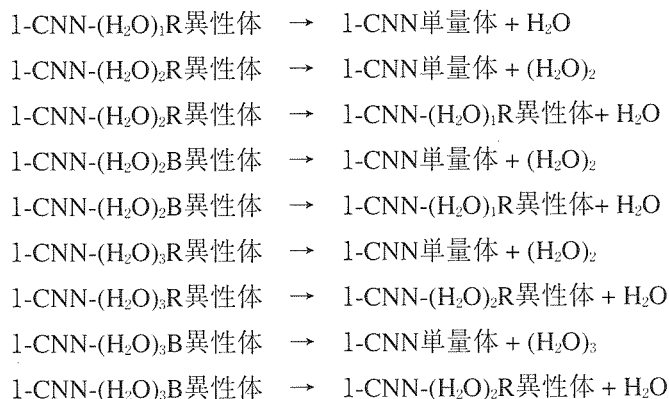 1-CNN-(H₂O)₁R異性体 → 1-CNN単量体 + H₂O
1-CNN-(H₂O)₂R異性体 → 1-CNN単量体 + (H₂O)₂
1-CNN-(H₂O)₂R異性体 → 1-CNN-(H₂O)₁R異性体+ H₂O
1-CNN-(H₂O)₂B異性体 → 1-CNN単量体 + (H₂O)₂
1-CNN-(H₂O)₂B異性体 → 1-CNN-(H₂O)₁R異性体+ H₂O
1-CNN-(H₂O)₃R異性体 → 1-CNN単量体 + (H₂O)₂
1-CNN-(H₂O)₃R異性体 → 1-CNN-(H₂O)₂R異性体 + H₂O
1-CNN-(H₂O)₃B異性体 → 1-CNN単量体 + (H₂O)₃
1-CNN-(H₂O)₃B異性体 → 1-CNN-(H₂O)₂R異性体 + H₂O